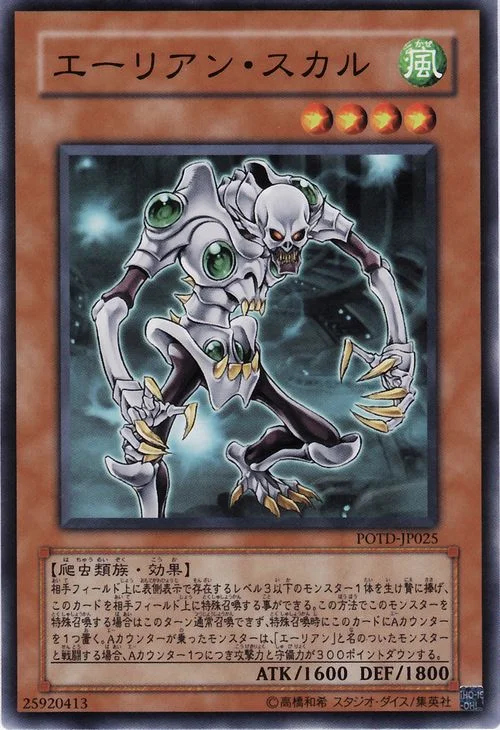 エーリアン・スカル
風
POTD-JP025
【爬虫類族・効果】
相手フィールド上に表側表示で存在するレベル3以下のモンスター1体を生け贄に捧げ、
このカードを相手フィールド上に特殊召喚する事ができる。この方法でこのモンスターを
特殊召喚する場合はこのターン通常召喚できず、特殊召喚時にこのカードにAカウンター
を1つ置く。Aカウンターが乗ったモンスターは、「エーリアン」と名のついたモンスター
と戦闘する場合、Aカウンター1つにつき攻撃力と守備力が300ポイントダウンする。
ATK/1600 DEF/1800
25920413
©高橋和希 スタジオ・ダイス/集英社